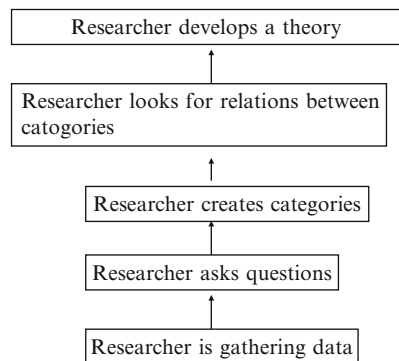 Researcher develops a theory
Researcher looks for relations between
catogories
Researcher creates categories
Researcher asks questions
Researcher is gathering data